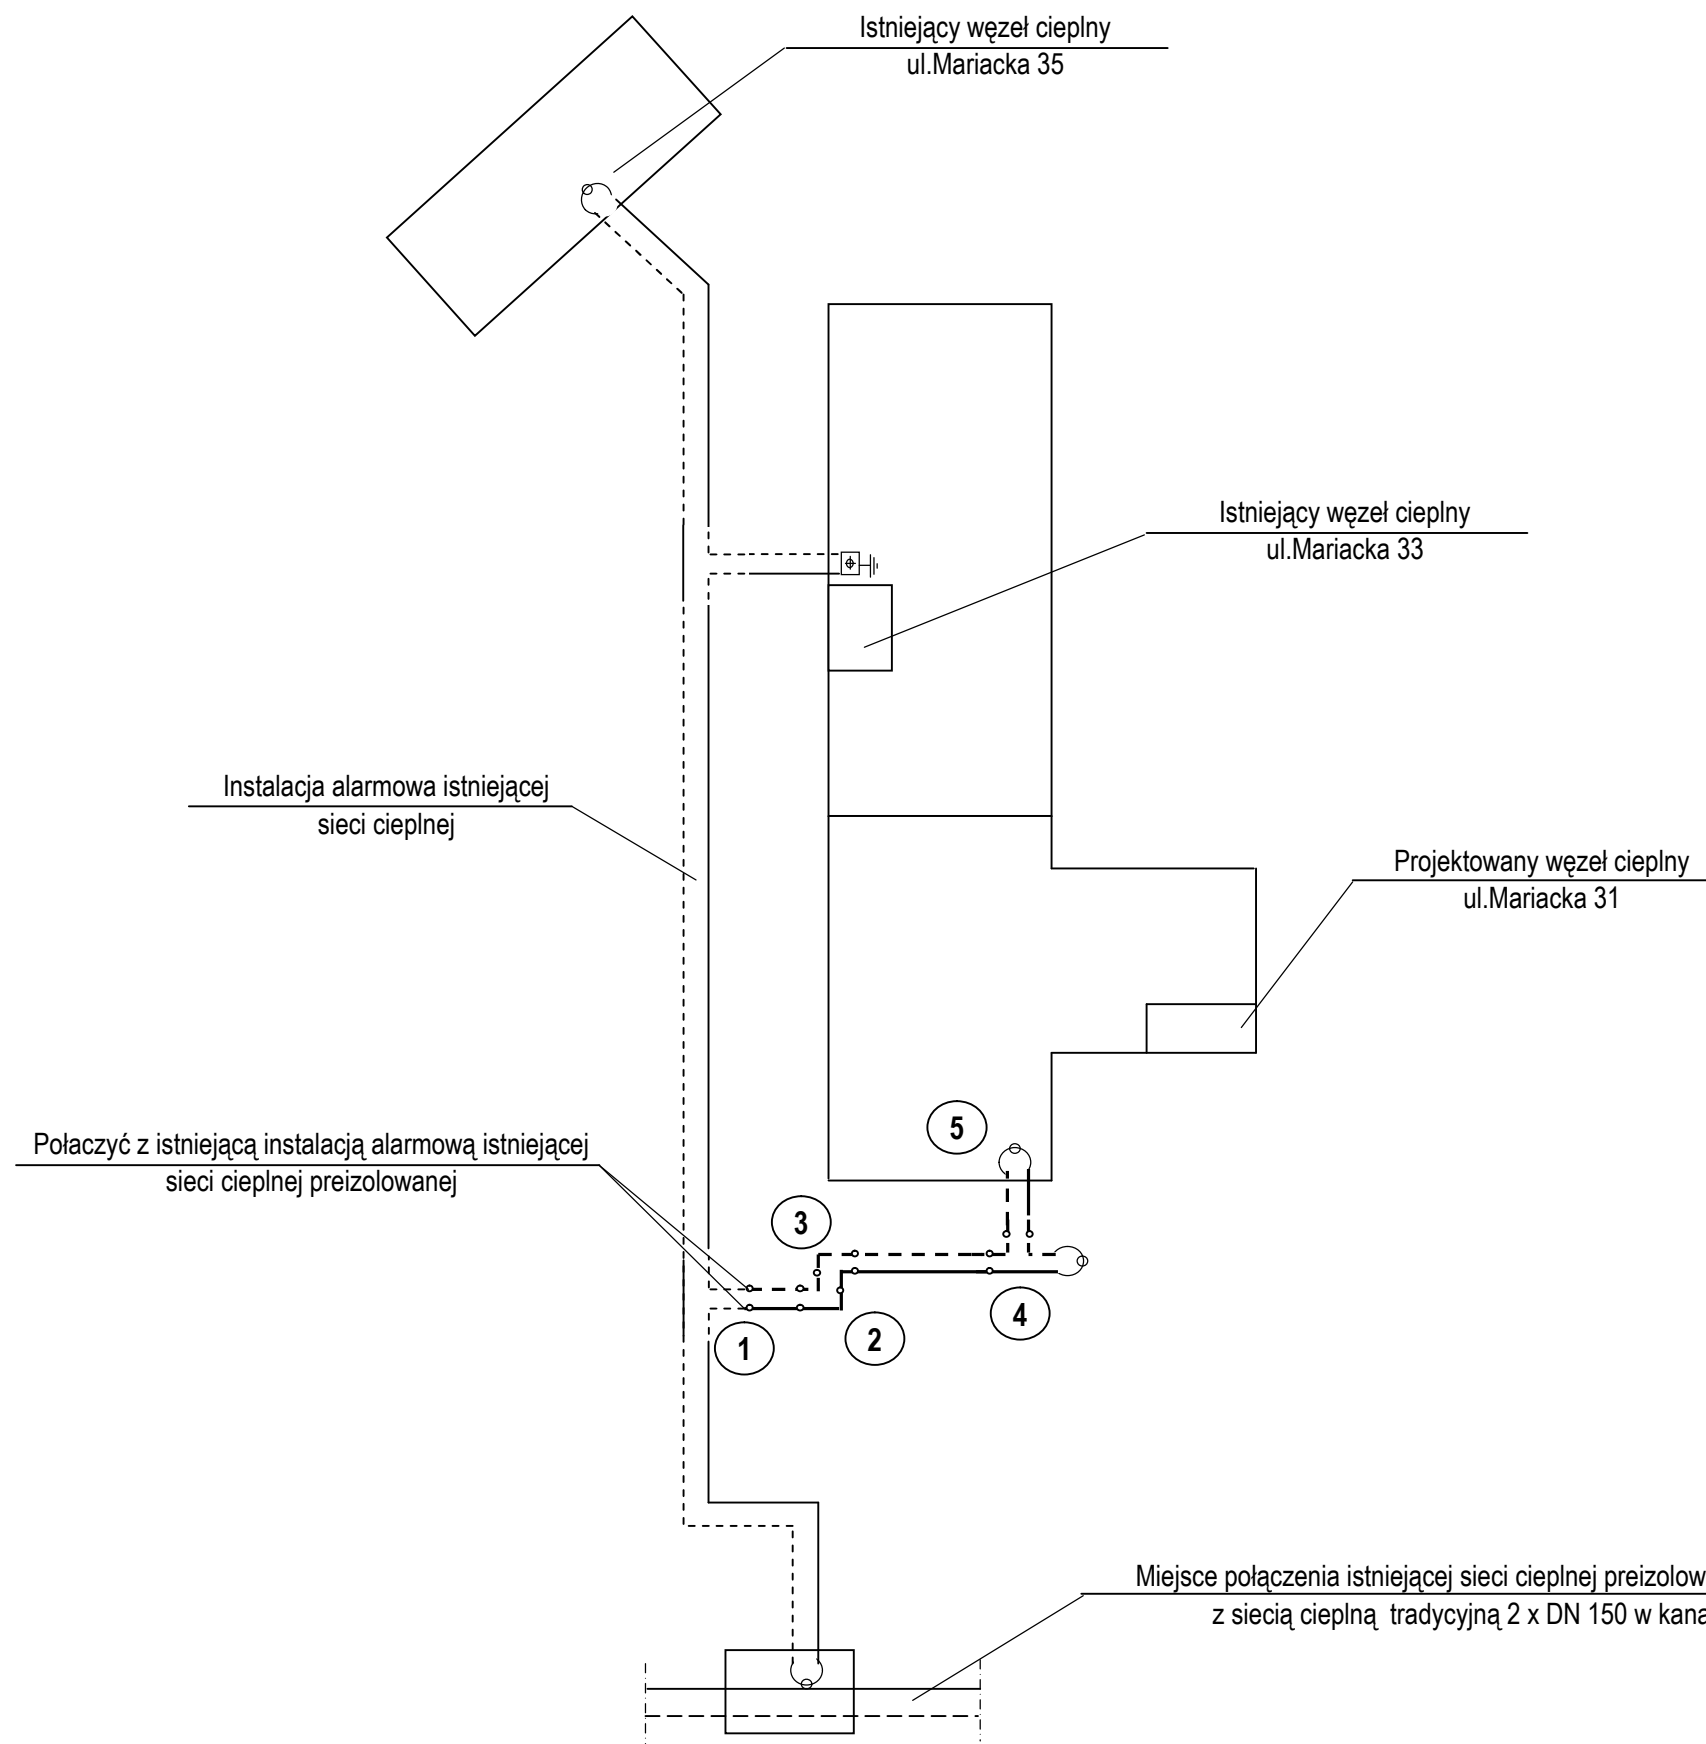 Istniejący węzeł cieplny
ul.Mariacka 35
Istniejący węzeł cieplny
ul.Mariacka 33
Instalacja alarmowa istniejącej
sieci cieplnej
Projektowany węzeł cieplny
ul.Mariacka 31
5
Połaczyć z istniejącą instalacją alarmową istniejącej
sieci cieplnej preizolowanej
3
4
2
1
Miejsce połączenia istniejącej sieci cieplnej preizolow
z siecią cieplną tradycyjną 2 x DN 150 w kana